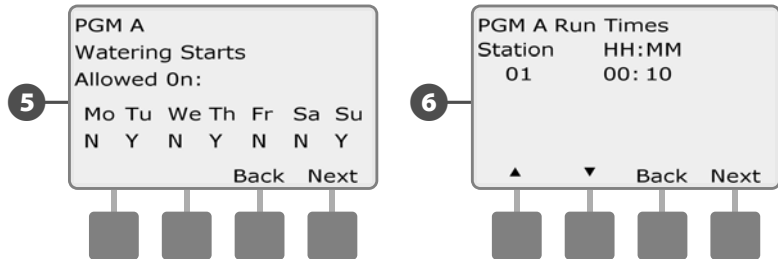 5
PGM A
Watering Starts
Allowed 0n:
Mo Tu We Th Fr Sa Su
N Y N Y N N Y
Back Next
6
PGM A Run Times
Station HH:MM
01 00: 10
▲ ▼ Back Next